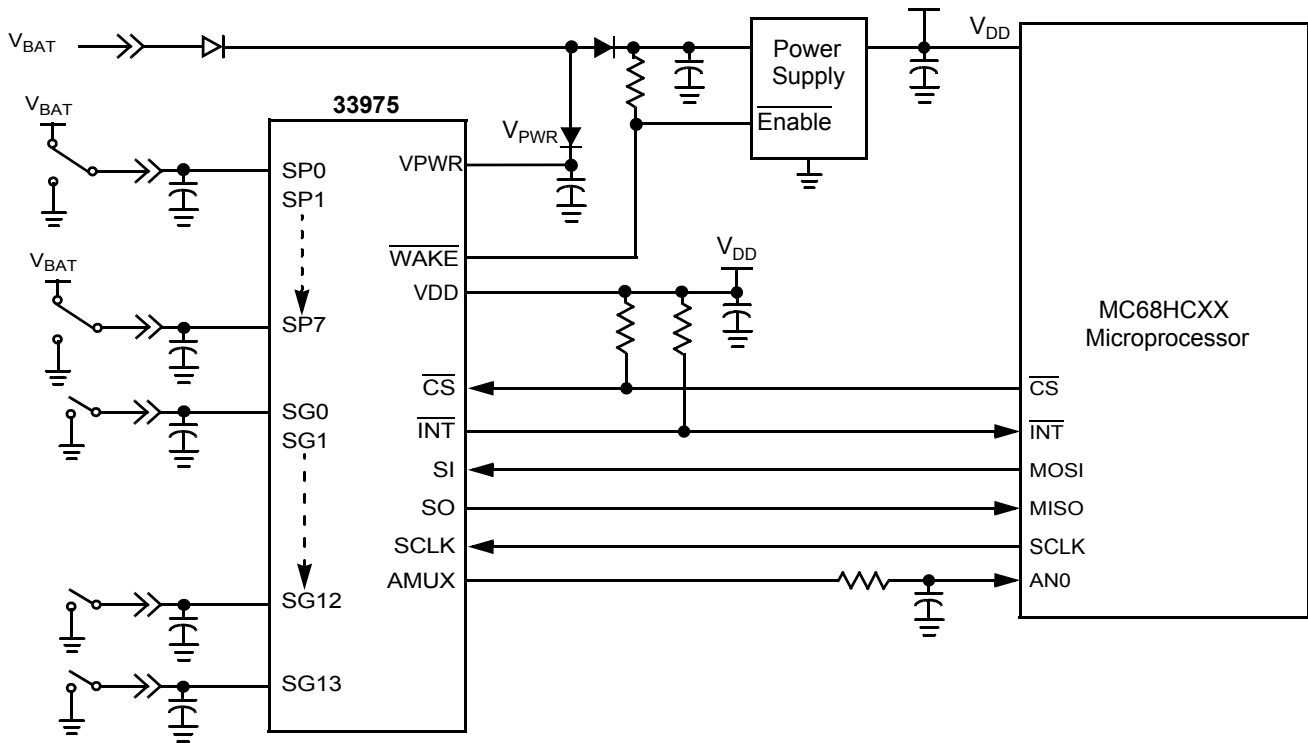 V_BAT
Power
Supply
Enable
V_DD
33975
V_BAT
SP0
SP1
V_BAT
SP7
SG0
SG1
SG12
SG13
VPWR
V_PWR
WAKE
VDD
V_DD
CS
INT
SI
SO
SCLK
AMUX
MC68HCXX
Microprocessor
CS
INT
MOSI
MISO
SCLK
AN0